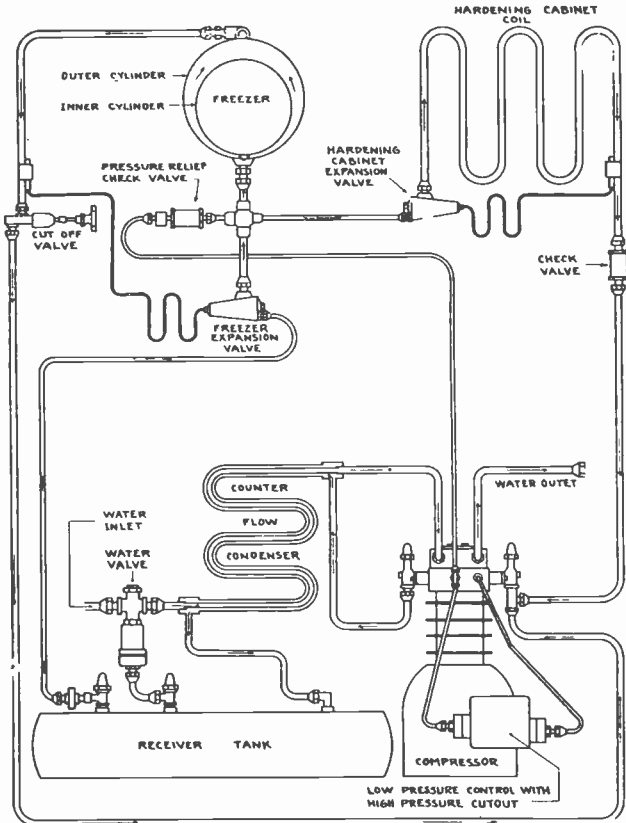 HARDENING CABINET
COIL
OUTER CYLINDER
INNER CYLINDER
FREEZER
PRESSURE RELIEF
CHECK VALVE
HARDENING
CABINET
EXPANSION
VALVE
CUT OFF
VALVE
CHECK
VALVE
FREEZER
EXPANSION
VALVE
COUNTER
FLOW
CONDENSER
WATER OUTET
WATER
INLET
WATER
VALVE
RECEIVER TANK
COMPRESSOR
LOW PRESSURE CONTROL WITH
HIGH PRESSURE CUTOUT